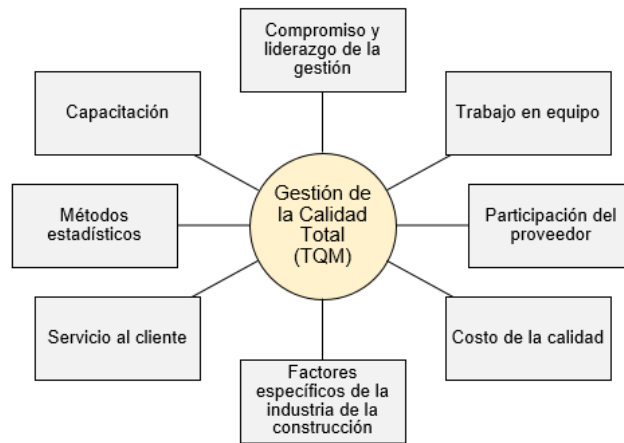 Compromiso y
liderazgo de la
gestión
Capacitación
Trabajo en equipo
Métodos
estadísticos
Gestión de
la Calidad
Total
(TQM)
Participación del
proveedor
Servicio al cliente
Costo de la calidad
Factores
específicos de la
industria de la
construcción